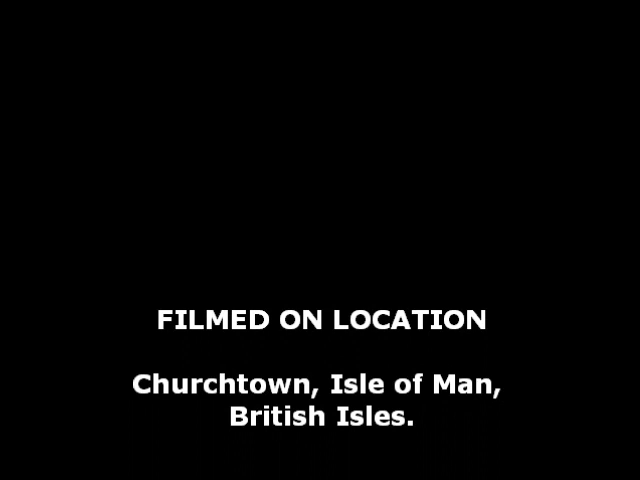 FILMED ON LOCATION
Churchtown, Isle of Man,
British Isles.